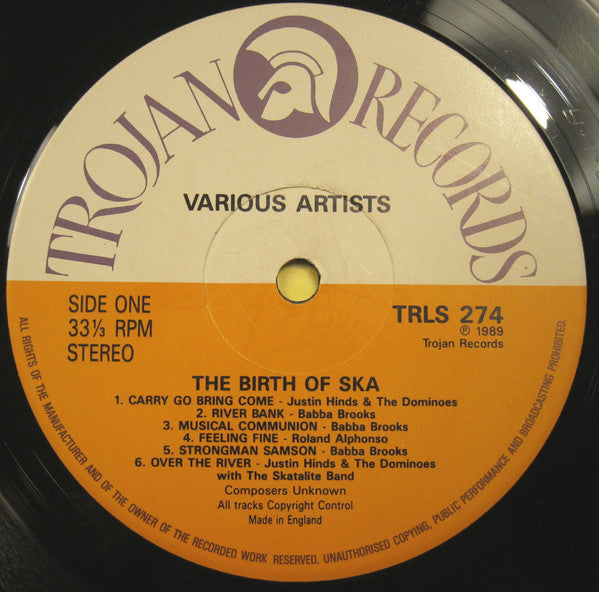 TROJAN RECORDS
VARIOUS ARTISTS
SIDE ONE
33⅓ RPM
STEREO
TRLS 274
℗ 1989
Trojan Records
THE BIRTH OF SKA
1. CARRY GO BRING COME - Justin Hinds & The Dominoes
2. RIVER BANK - Babba Brooks
3. MUSICAL COMMUNION - Babba Brooks
4. FEELING FINE - Roland Alphonso
5. STRONGMAN SAMSON - Babba Brooks
6. OVER THE RIVER - Justin Hinds & The Dominoes
with The Skatalite Band
Composers Unknown
All tracks Copyright Control
Made in England
ALL RIGHTS OF THE MANUFACTURER AND OF THE OWNER OF THE RECORDED WORK RESERVED. UNAUTHORISED COPYING, PUBLIC PERFORMANCE AND BROADCASTING PROHIBITED.